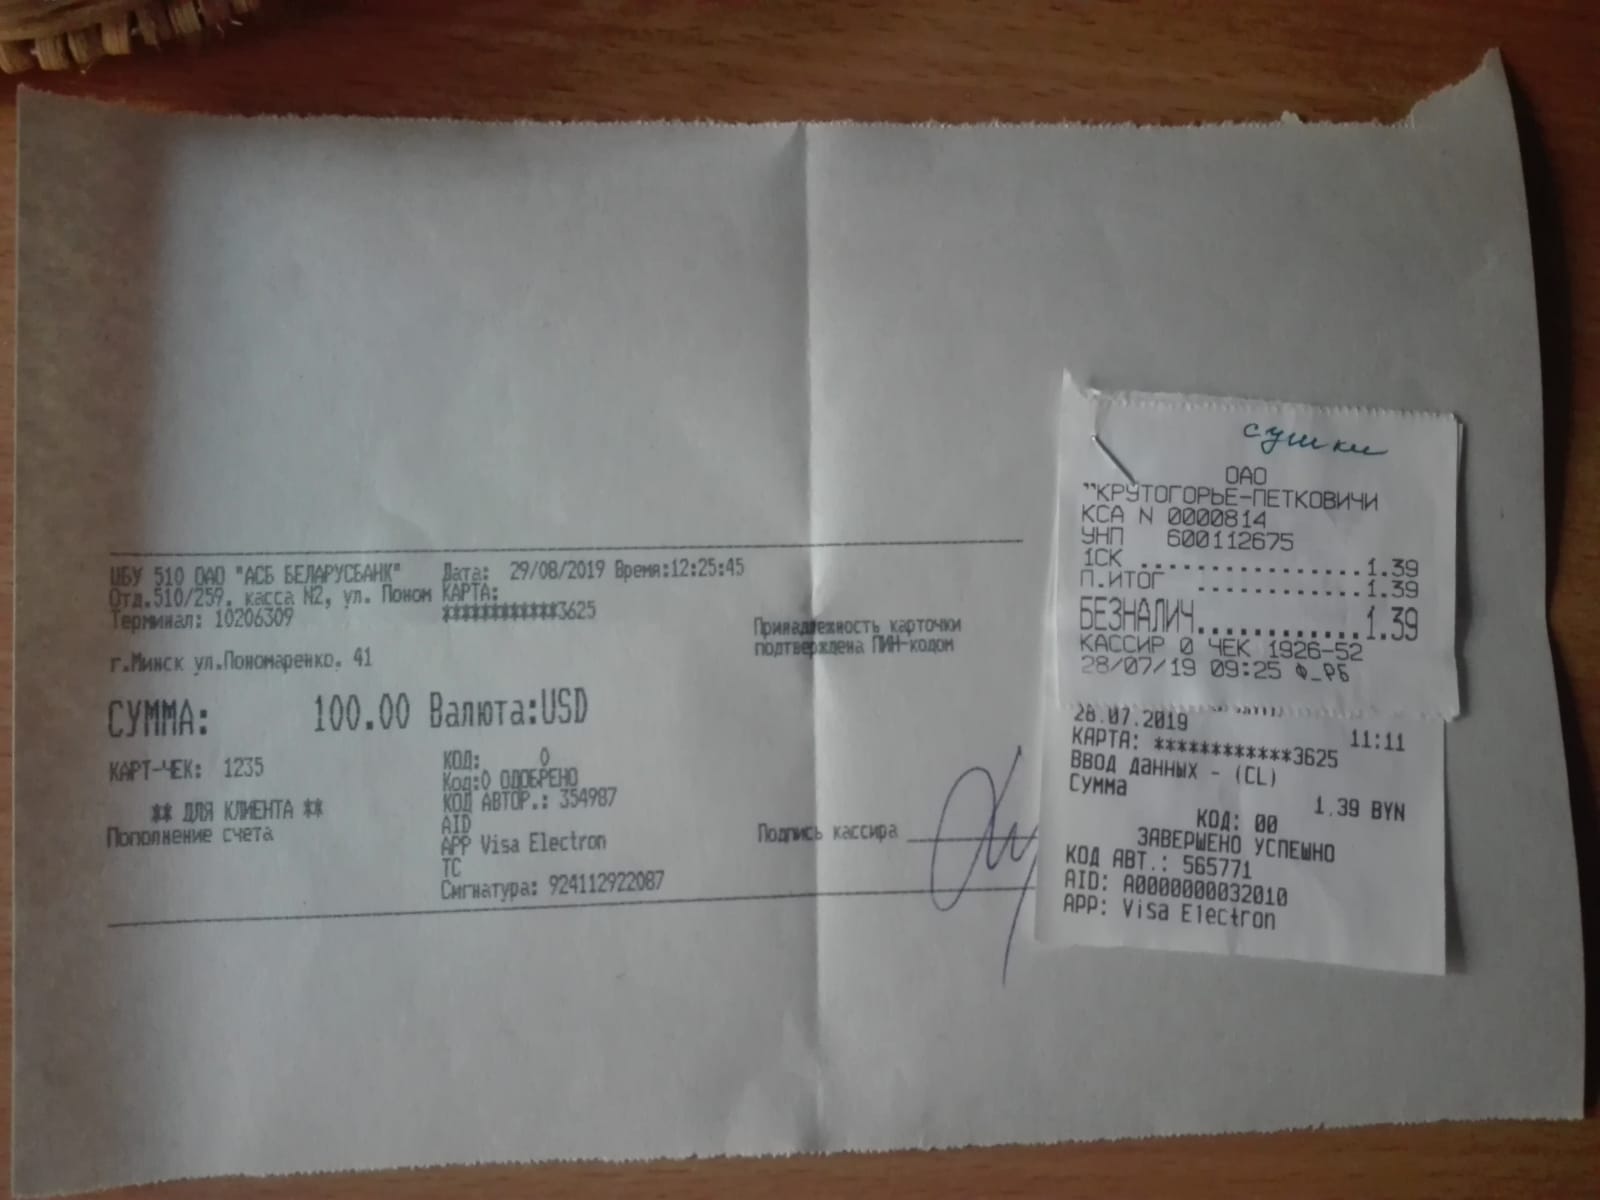 ЦБУ 510 ОАО "АСБ БЕЛАРУСБАНК"
Отд.510/259, касса N2, ул. Поном
Терминал: 10206309
г.Минск ул.Пономаренко, 41
Дата: 29/08/2019 Время:12:25:45
КАРТА:
************3625
Принадлежность карточки
подтверждена ПИН-кодом
СУММА: 100.00 Валюта:USD
КАРТ-ЧЕК: 1235
** ДЛЯ КЛИЕНТА **
Пополнение счета
КОД: 0
Код:0 ОДОБРЕНО
КОД АВТОР.: 354987
AID
APP Visa Electron
TC
Сигнатура: 924112922087
Подпись кассира
сушки
ОАО
"КРУТОГОРЬЕ-ПЕТКОВИЧИ
КСА N 0000814
УНП 600112675
1СК ................1.39
П.ИТОГ ............1.39
БЕЗНАЛИЧ............1.39
КАССИР 0 ЧЕК 1926-52
28/07/19 09:25 Ф_РБ
28.07.2019 11:11
КАРТА: ************3625
Ввод данных - (CL)
Сумма 1.39 BYN
КОД: 00
ЗАВЕРШЕНО УСПЕШНО
КОД АВТ.: 565771
AID: A0000000032010
APP: Visa Electron